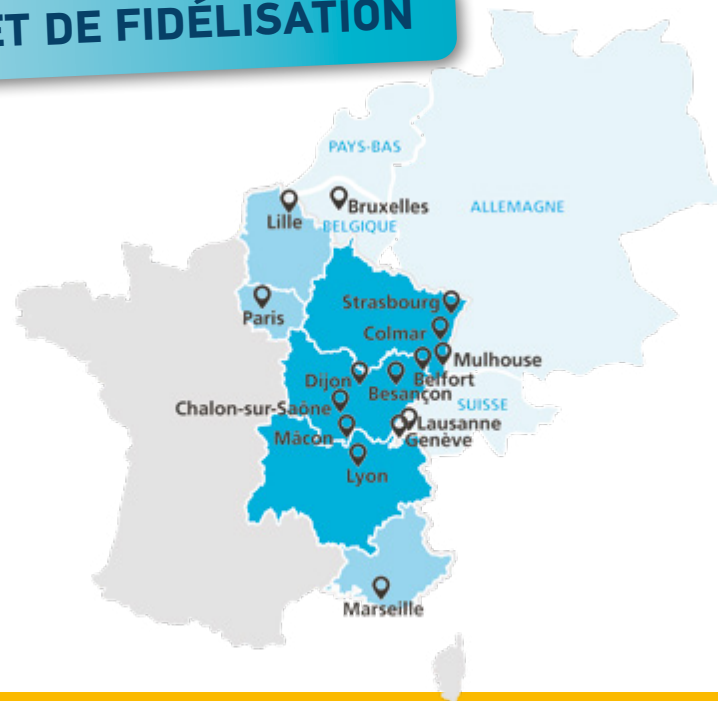 ET DE FIDÉLISATION
PAYS-BAS
Bruxelles
ALLEMAGNE
Lille
BELGIQUE
Strasbourg
Paris
Colmar
Mulhouse
Dijon
Belfort
Besançon
Chalon-sur-Saône
SUISSE
Lausanne
Mâcon
Genève
Lyon
Marseille